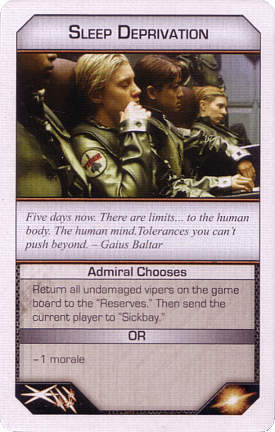 Sleep Deprivation
Five days now. There are limits... to the human
body. The human mind.Tolerances you can't
push beyond. – Gaius Baltar
Admiral Chooses
Return all undamaged vipers on the game
board to the “Reserves.” Then send the
current player to “Sickbay.”
OR
-1 morale